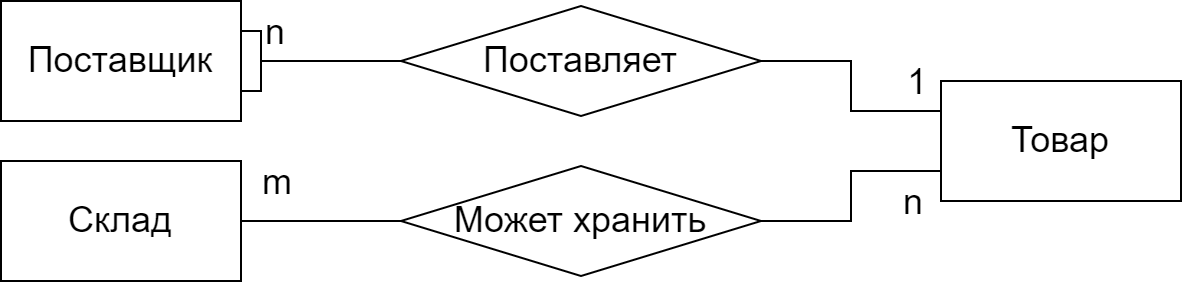 Поставщик
n
Поставляет
1
Товар
Склад
m
Может хранить
n